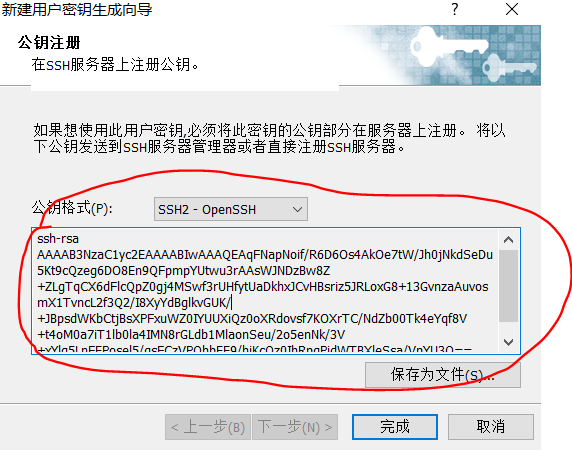 新建用户密钥生成向导
公钥注册
在SSH服务器上注册公钥。
如果想使用此用户密钥,必须将此密钥的公钥部分在服务器上注册。 将以
下公钥发送到SSH服务器管理器或者直接注册SSH服务器。
公钥格式(P): SSH2 - OpenSSH
ssh-rsa
AAAAB3NzaC1yc2EAAAABIwAAAQEAqFNapNoif/R6D6Os4AkOe7tW/Jh0jNkdSeDu
5Kt9cQzeg6DO8En9QFpmpYUtwu3rAAsWJNDzBw8Z
+ZLgTqCX6dFlcQpZ0gj4MSwf3rUHfytUaDkhxJCvHBsriz5JRLoxG8+13GvnzaAuvos
mX1TvncL2f3Q2/I8XyYdBglkvGUK/
+JBpsdWKbCtjBsXPFxuWZ0IYUUXiQz0oXRdovsf7KOXrTC/NdZb00Tk4eYqf8V
+t4oM0a7iT1lb0la4IMN8rGLdb1MlaonSeu/2o5enNk/3V
保存为文件(S)...
< 上一步(B) 下一步(N) > 完成 取消